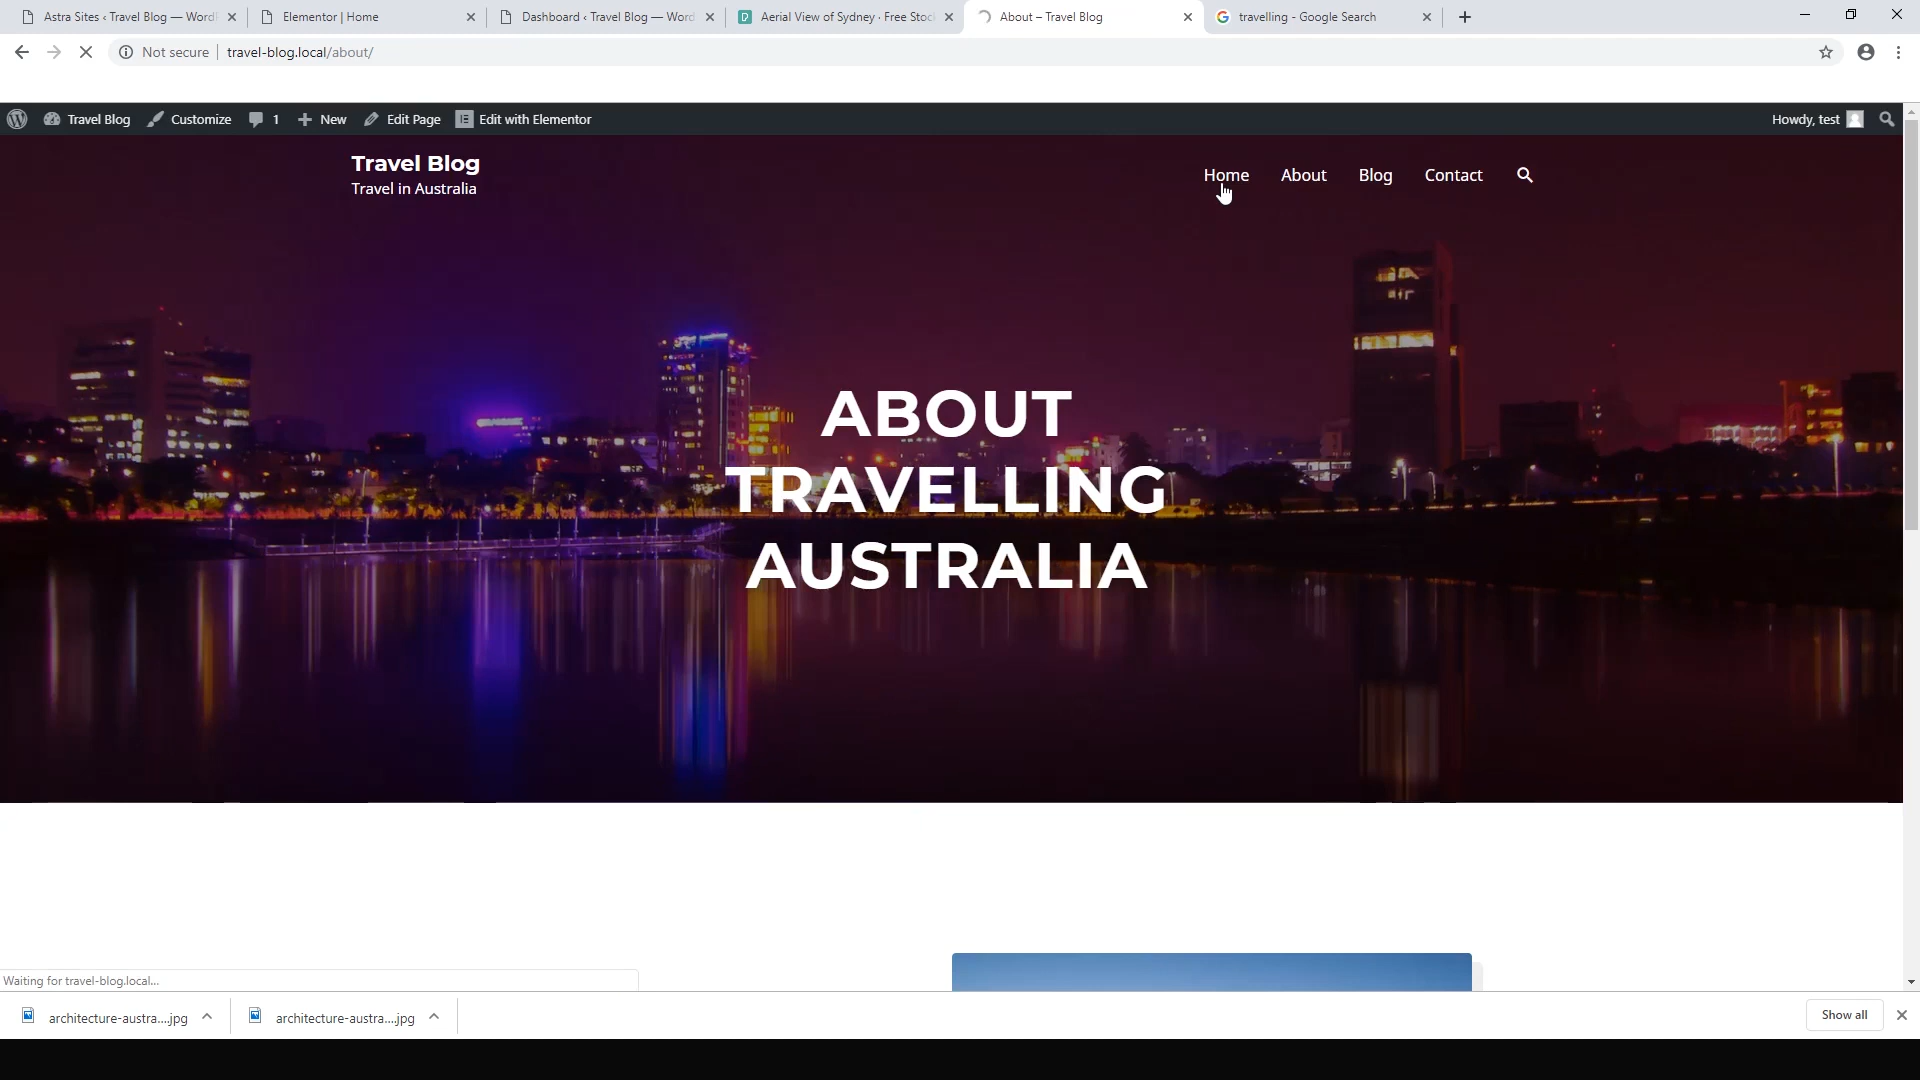 Astra Sites ‹ Travel Blog — Word
Elementor | Home
Dashboard ‹ Travel Blog — Word
Aerial View of Sydney · Free Stoc
About – Travel Blog
travelling - Google Search
Not secure
travel-blog.local/about/
Travel Blog
Customize
1
New
Edit Page
Edit with Elementor
Howdy, test
Travel Blog
Travel in Australia
Home
About
Blog
Contact
ABOUT
TRAVELLING
AUSTRALIA
Waiting for travel-blog.local...
architecture-austra....jpg
architecture-austra....jpg
Show all